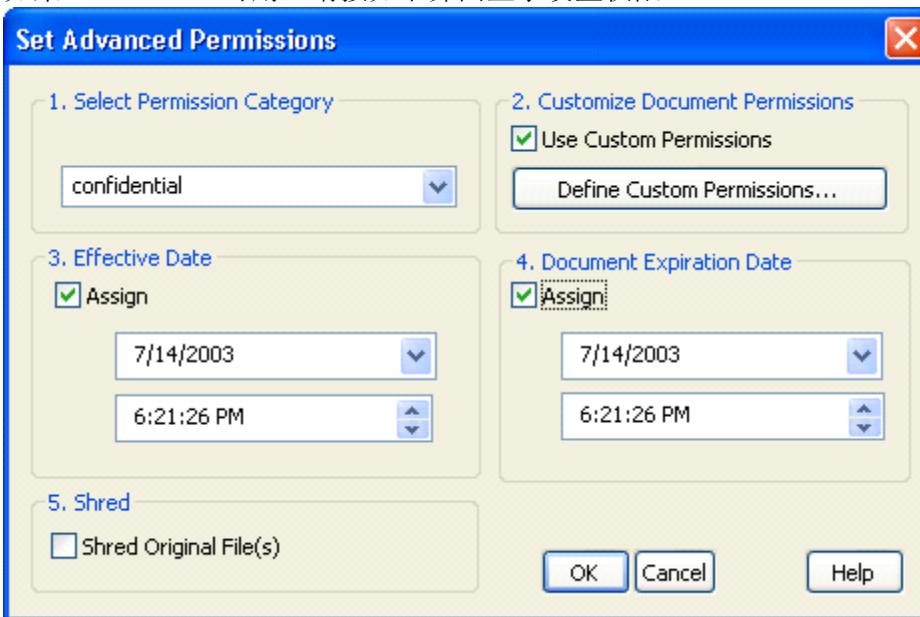 Set Advanced Permissions
1. Select Permission Category
confidential
2. Customize Document Permissions
Use Custom Permissions
Define Custom Permissions...
3. Effective Date
Assign
7/14/2003
6:21:26 PM
4. Document Expiration Date
Assign
7/14/2003
6:21:26 PM
5. Shred
Shred Original File(s)
OK
Cancel
Help